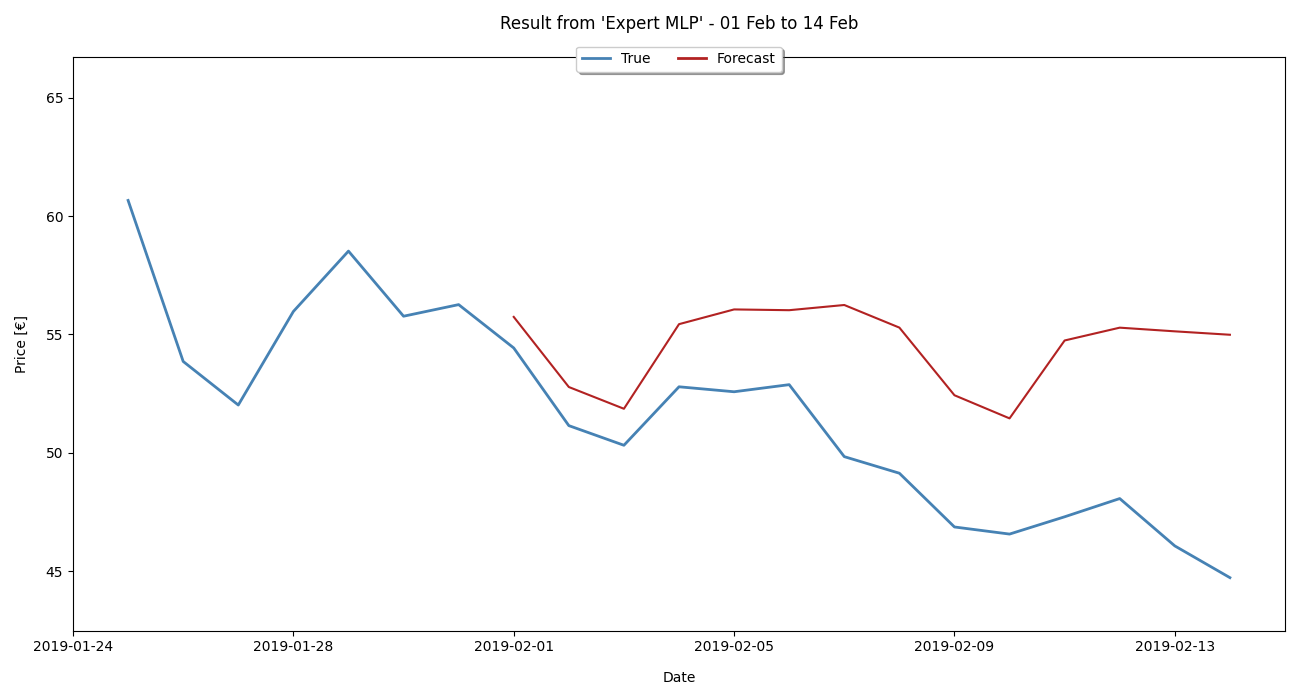 Result from 'Expert MLP' - 01 Feb to 14 Feb
True Forecast
Price [€]
65
60
55
50
45
2019-01-24 2019-01-28 2019-02-01 2019-02-05 2019-02-09 2019-02-13
Date